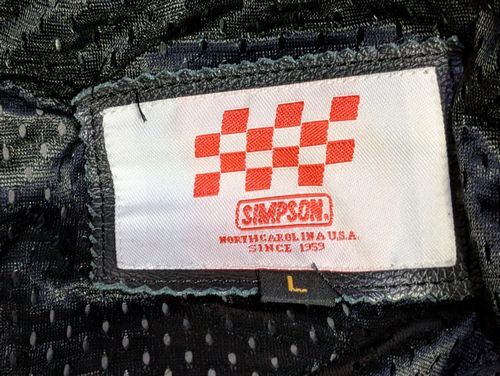 SIMPSON®
NORTH CAROLINA U.S.A.
SINCE 1959
L